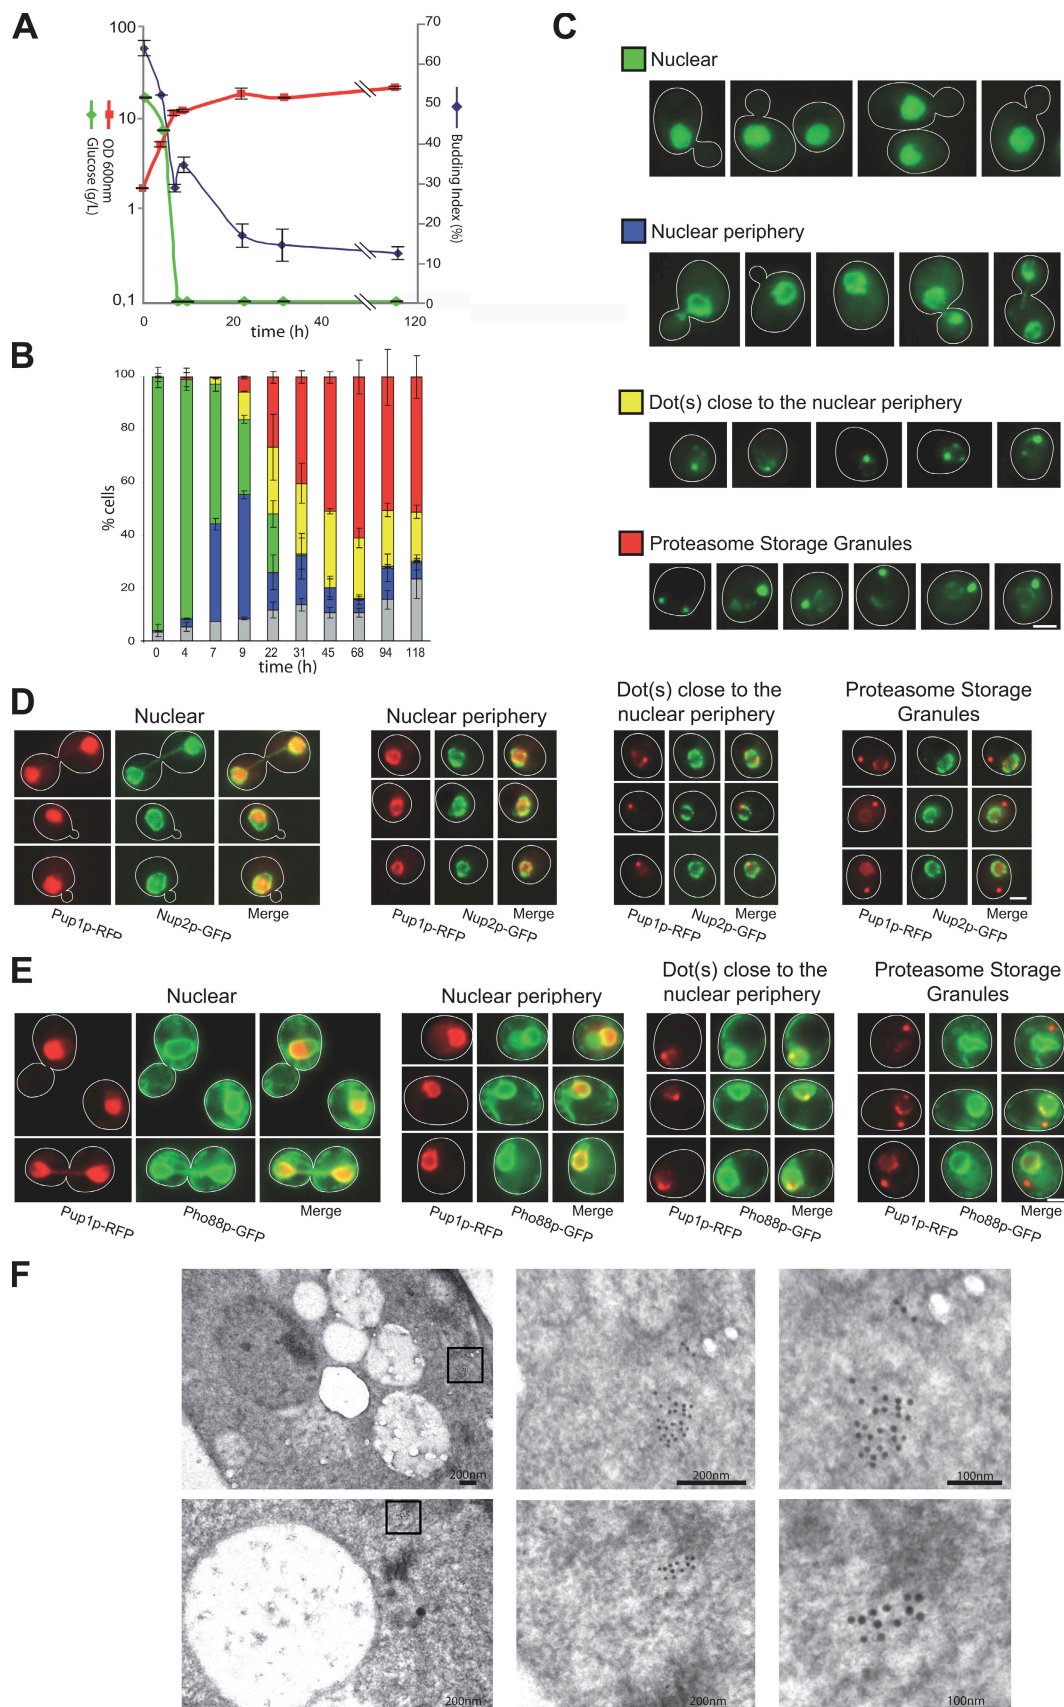 A
100
10
1
0,1
Glucose (g/L)
OD 600nm
70
60
50
40
30
20
10
0
Budding Index (%)
0
20
40
120
time (h)
B
100
80
60
40
20
0
% cells
0 4 7 9 22 31 45 68 94 118
time (h)
C
Nuclear
Nuclear periphery
Dot(s) close to the nuclear periphery
Proteasome Storage Granules
D
Nuclear
Pup1p-RFP
Nup2p-GFP
Merge
Nuclear periphery
Pup1p-RFP
Nup2p-GFP
Merge
Dot(s) close to the
nuclear periphery
Pup1p-RFP
Nup2p-GFP
Merge
Proteasome Storage
Granules
Pup1p-RFP
Nup2p-GFP
Merge
E
Nuclear
Pup1p-RFP
Pho88p-GFP
Merge
Nuclear periphery
Pup1p-RFP
Pho88p-GFP
Merge
Dot(s) close to the
nuclear periphery
Pup1p-RFP
Pho88p-GFP
Merge
Proteasome Storage
Granules
Pup1p-RFP
Pho88p-GFP
Merge
F
200nm
200nm
100nm
200nm
200nm
100nm